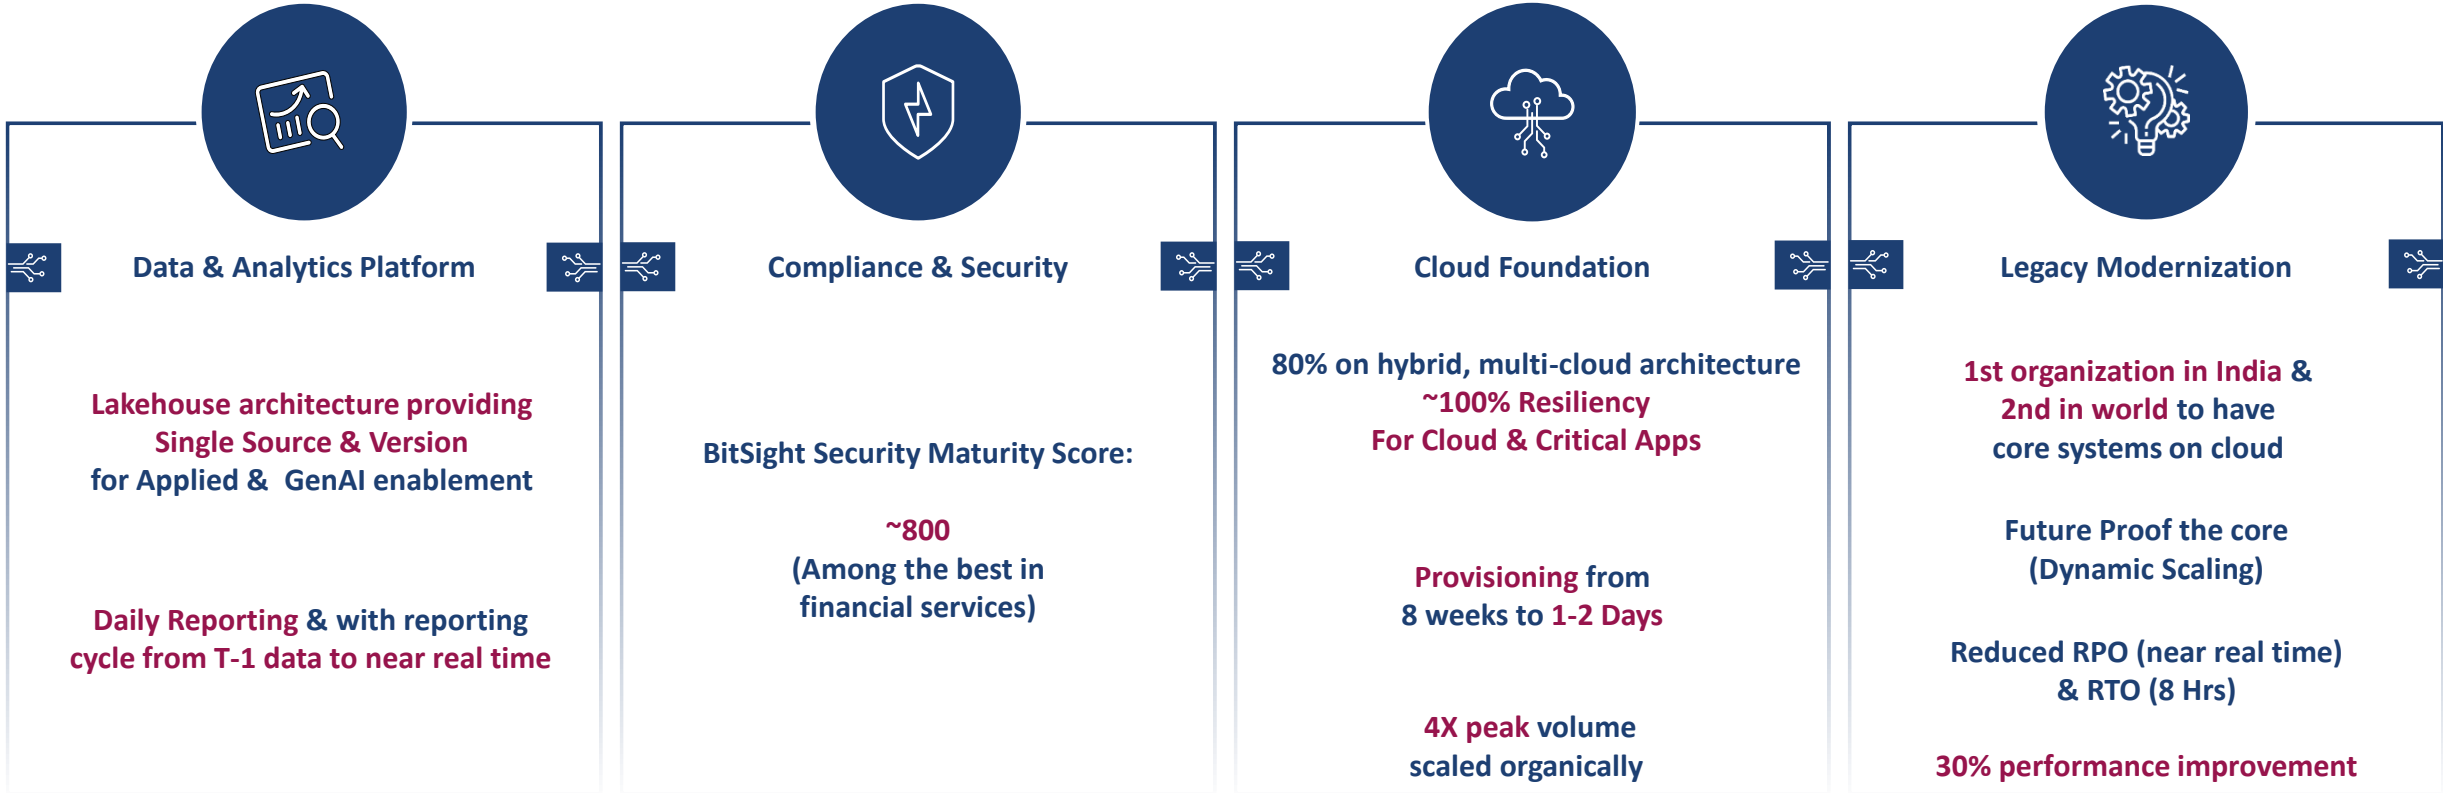 Data & Analytics Platform
Lakehouse architecture providing
Single Source & Version
for Applied & GenAI enablement
Daily Reporting & with reporting
cycle from T-1 data to near real time
Compliance & Security
BitSight Security Maturity Score:
~800
(Among the best in
financial services)
Cloud Foundation
80% on hybrid, multi-cloud architecture
~100% Resiliency
For Cloud & Critical Apps
Provisioning from
8 weeks to 1-2 Days
4X peak volume
scaled organically
Legacy Modernization
1st organization in India &
2nd in world to have
core systems on cloud
Future Proof the core
(Dynamic Scaling)
Reduced RPO (near real time)
& RTO (8 Hrs)
30% performance improvement